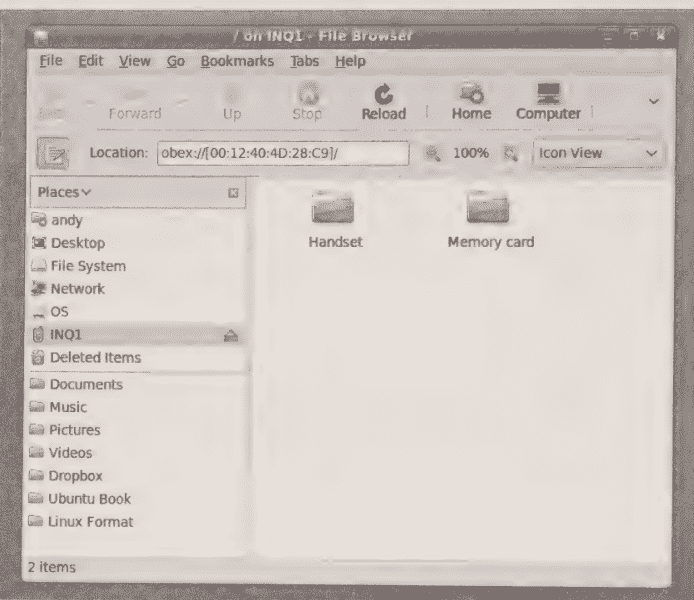 / on INQ1 - File Browser
File Edit View Go Bookmarks Tabs Help
Forward Up Stop Reload Home Computer
Location: obex://[00:12:40:4D:28:C9]/ 100% Icon View
Places
andy
Desktop
File System
Network
OS
INQ1
Deleted Items
Documents
Music
Pictures
Videos
Dropbox
Ubuntu Book
Linux Format
Handset Memory card
2 items